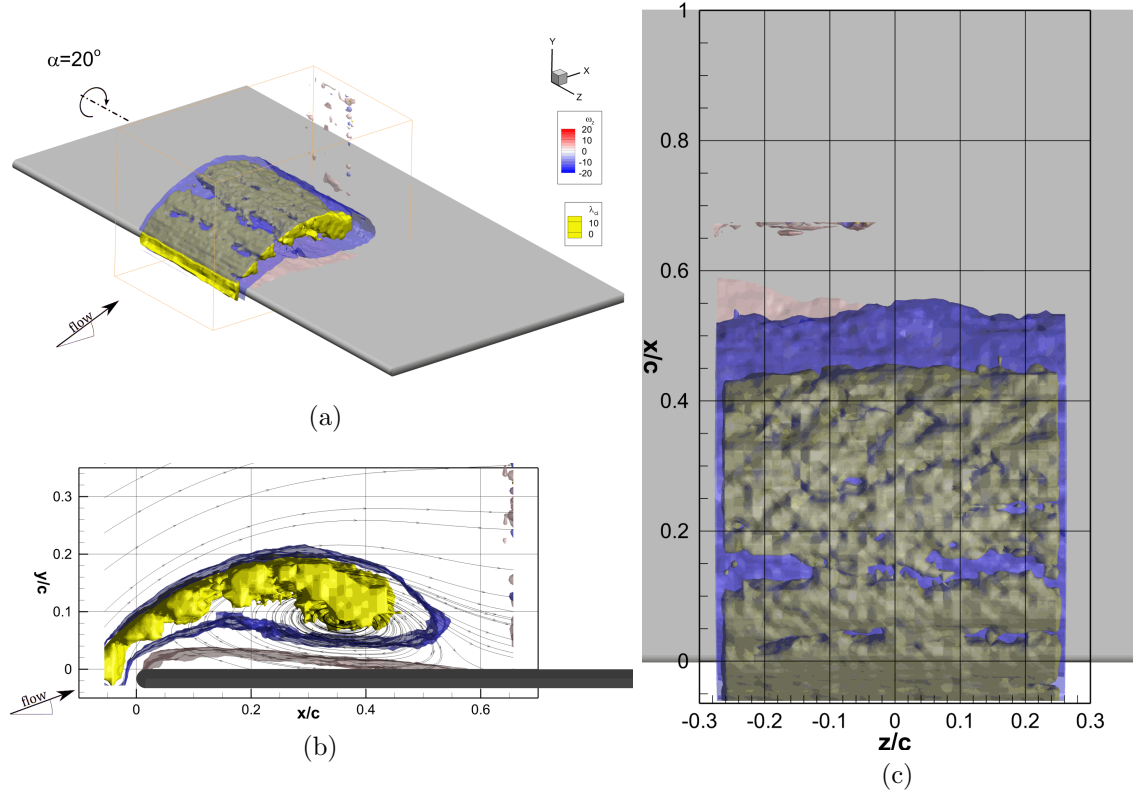 α=20°
Y
X
Z
ω_z
20
10
0
-10
-20
λ_ci
10
0
flow
(a)
y/c
0.3
0.2
0.1
0
0 0.2 0.4 0.6
x/c
flow
(b)
x/c
1
0.8
0.6
0.4
0.2
0
-0.3 -0.2 -0.1 0 0.1 0.2 0.3
z/c
(c)